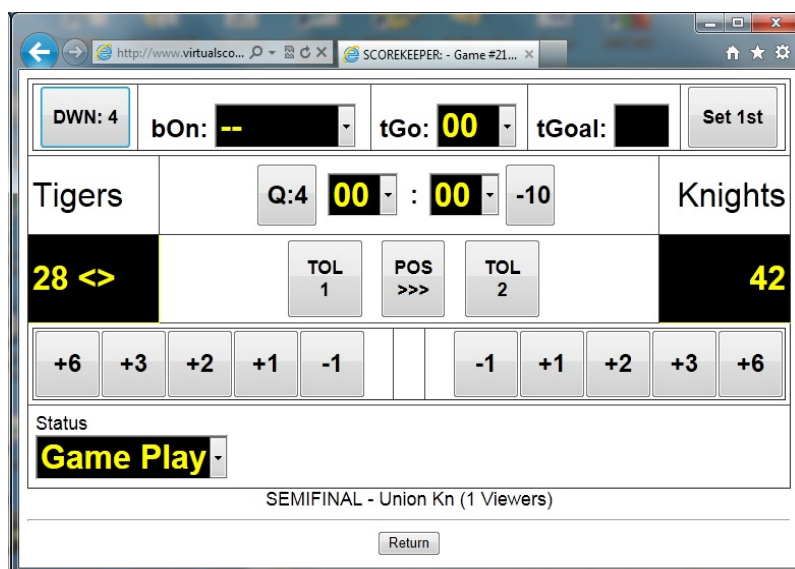 http://www.virtualsco...
SCOREKEEPER: - Game #21...
DWN: 4
bOn: --
tGo: 00
tGoal:
Set 1st
Tigers
Q:4
00 : 00
-10
Knights
28 <>
TOL
1
POS
>>>
TOL
2
42
+6 +3 +2 +1 -1 -1 +1 +2 +3 +6
Status
Game Play
SEMIFINAL - Union Kn (1 Viewers)
Return